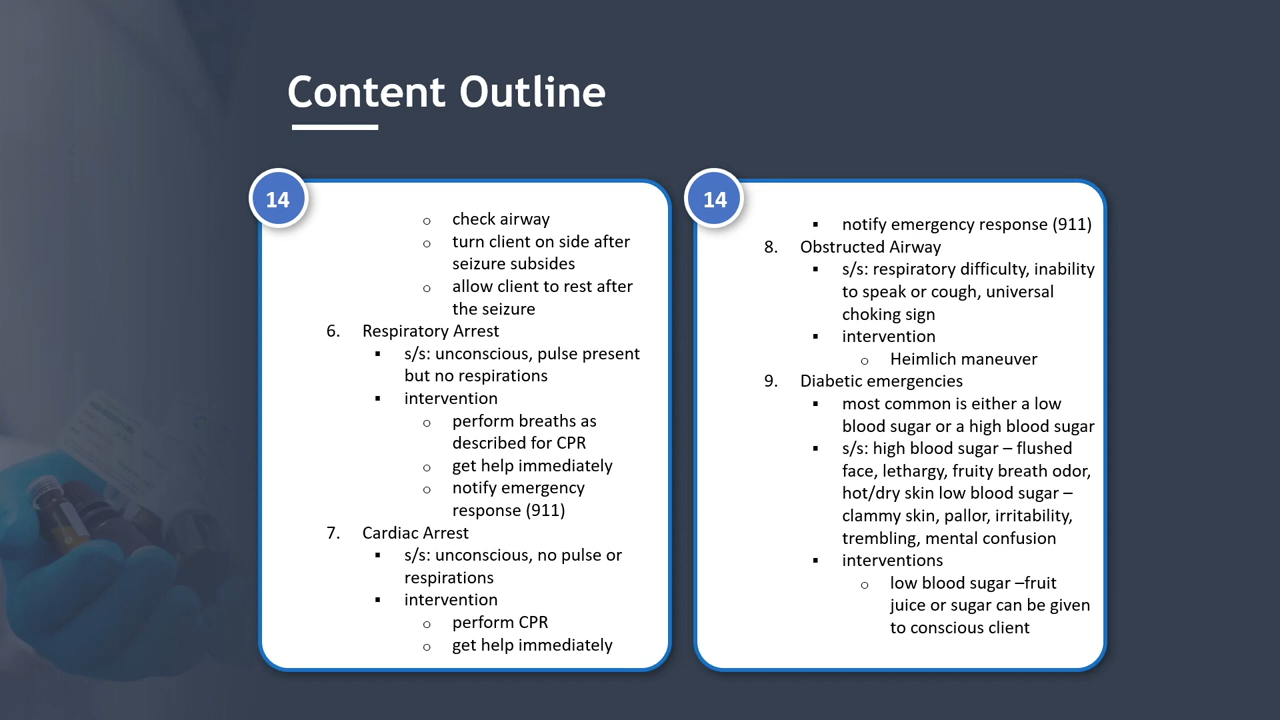 Content Outline
14
○ check airway
○ turn client on side after
seizure subsides
○ allow client to rest after
the seizure
6. Respiratory Arrest
▪ s/s: unconscious, pulse present
but no respirations
▪ intervention
○ perform breaths as
described for CPR
○ get help immediately
○ notify emergency
response (911)
7. Cardiac Arrest
▪ s/s: unconscious, no pulse or
respirations
▪ intervention
○ perform CPR
○ get help immediately
14
▪ notify emergency response (911)
8. Obstructed Airway
▪ s/s: respiratory difficulty, inability
to speak or cough, universal
choking sign
▪ intervention
○ Heimlich maneuver
9. Diabetic emergencies
▪ most common is either a low
blood sugar or a high blood sugar
▪ s/s: high blood sugar – flushed
face, lethargy, fruity breath odor,
hot/dry skin low blood sugar –
clammy skin, pallor, irritability,
trembling, mental confusion
▪ interventions
○ low blood sugar –fruit
juice or sugar can be given
to conscious client